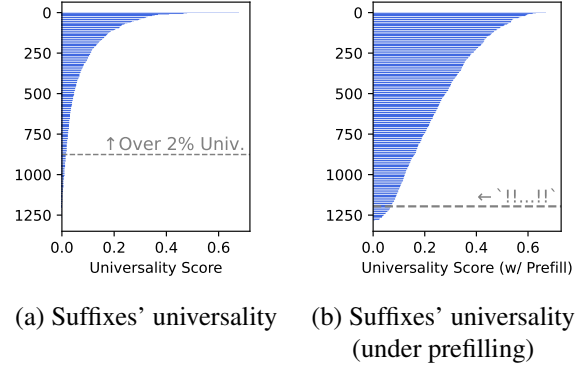 0
250
500
750
1000
1250
↑Over 2% Univ.
0.0 0.2 0.4 0.6
Universality Score
(a) Suffixes' universality
0
250
500
750
1000
1250
← `!!...!!`
0.0 0.2 0.4 0.6
Universality Score (w/ Prefill)
(b) Suffixes' universality
(under prefilling)